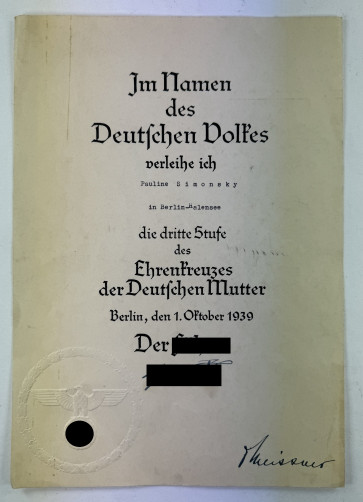 Im Namen
des
Deutschen Volkes
verleihe ich
Pauline Simonsky
in Berlin-Halensee
die dritte Stufe
des
Ehrenkreuzes
der Deutschen Mutter
Berlin, den 1. Oktober 1939
Der
Meissner